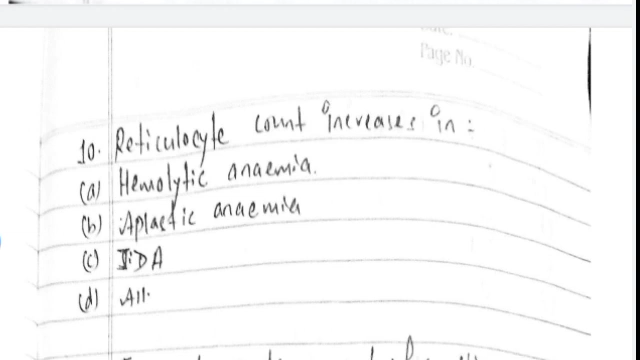 Page No.
10. Reticulocyte count increases in :
(a) Hemolytic anaemia.
(b) Aplastic anaemia
(c) IDA
(d) All.